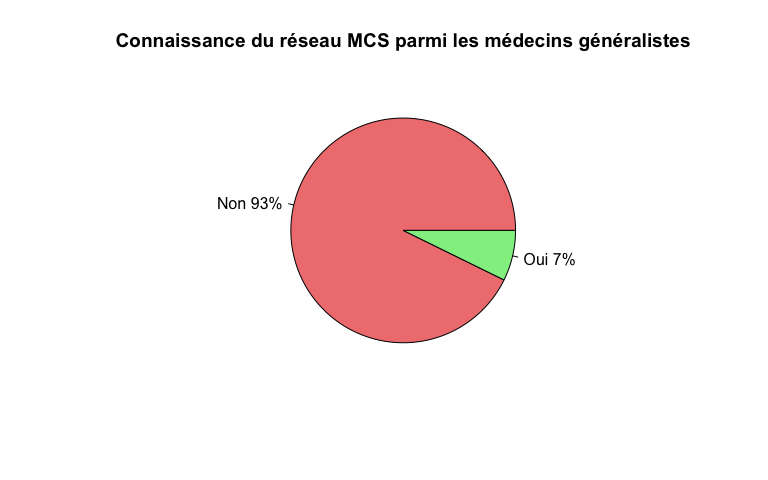 Connaissance du réseau MCS parmi les médecins généralistes
Non 93%
Oui 7%